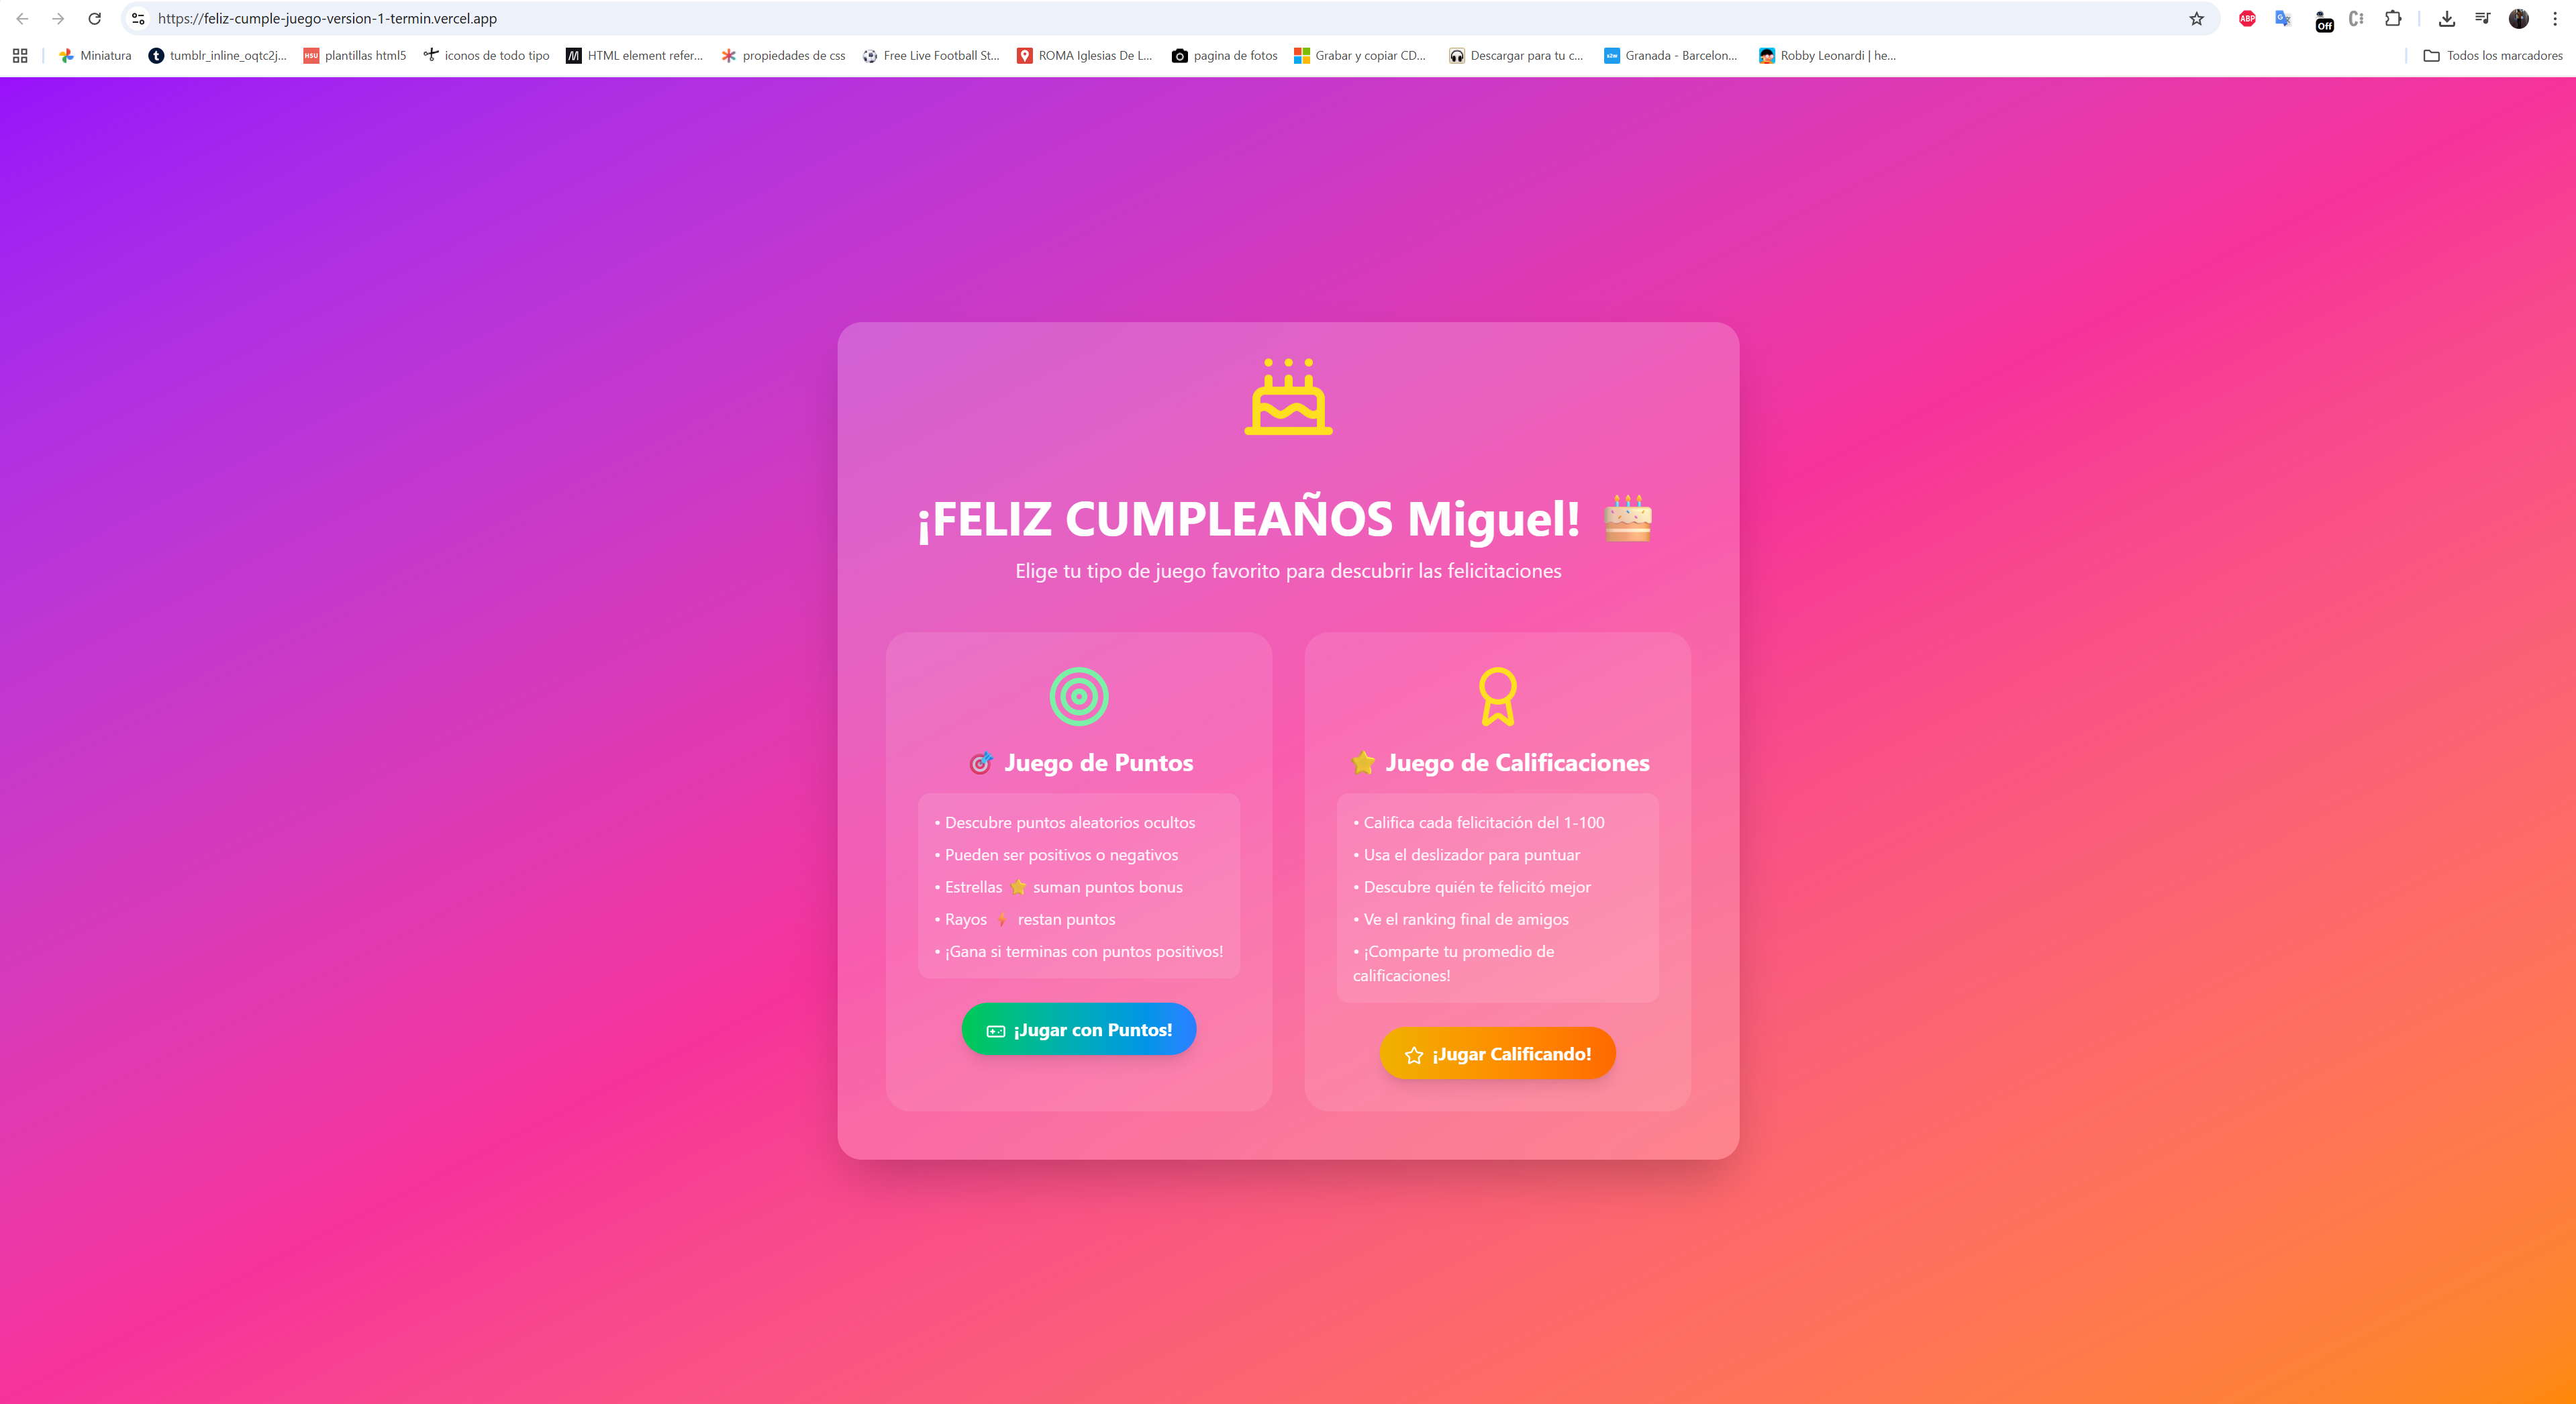 https://feliz-cumple-juego-version-1-termin.vercel.app
ABP
Off
Miniatura
tumblr_inline_oqtc2j...
HSU
plantillas html5
iconos de todo tipo
HTML element refer...
propiedades de css
Free Live Football St...
ROMA Iglesias De L...
pagina de fotos
Grabar y copiar CD...
Descargar para tu c...
s2w
Granada - Barcelon...
Robby Leonardi | he...
Todos los marcadores
¡FELIZ CUMPLEAÑOS Miguel! 🎂
Elige tu tipo de juego favorito para descubrir las felicitaciones
🎯 Juego de Puntos
• Descubre puntos aleatorios ocultos
• Pueden ser positivos o negativos
• Estrellas ⭐ suman puntos bonus
• Rayos ⚡ restan puntos
• ¡Gana si terminas con puntos positivos!
¡Jugar con Puntos!
⭐ Juego de Calificaciones
• Califica cada felicitación del 1-100
• Usa el deslizador para puntuar
• Descubre quién te felicitó mejor
• Ve el ranking final de amigos
• ¡Comparte tu promedio de
calificaciones!
¡Jugar Calificando!